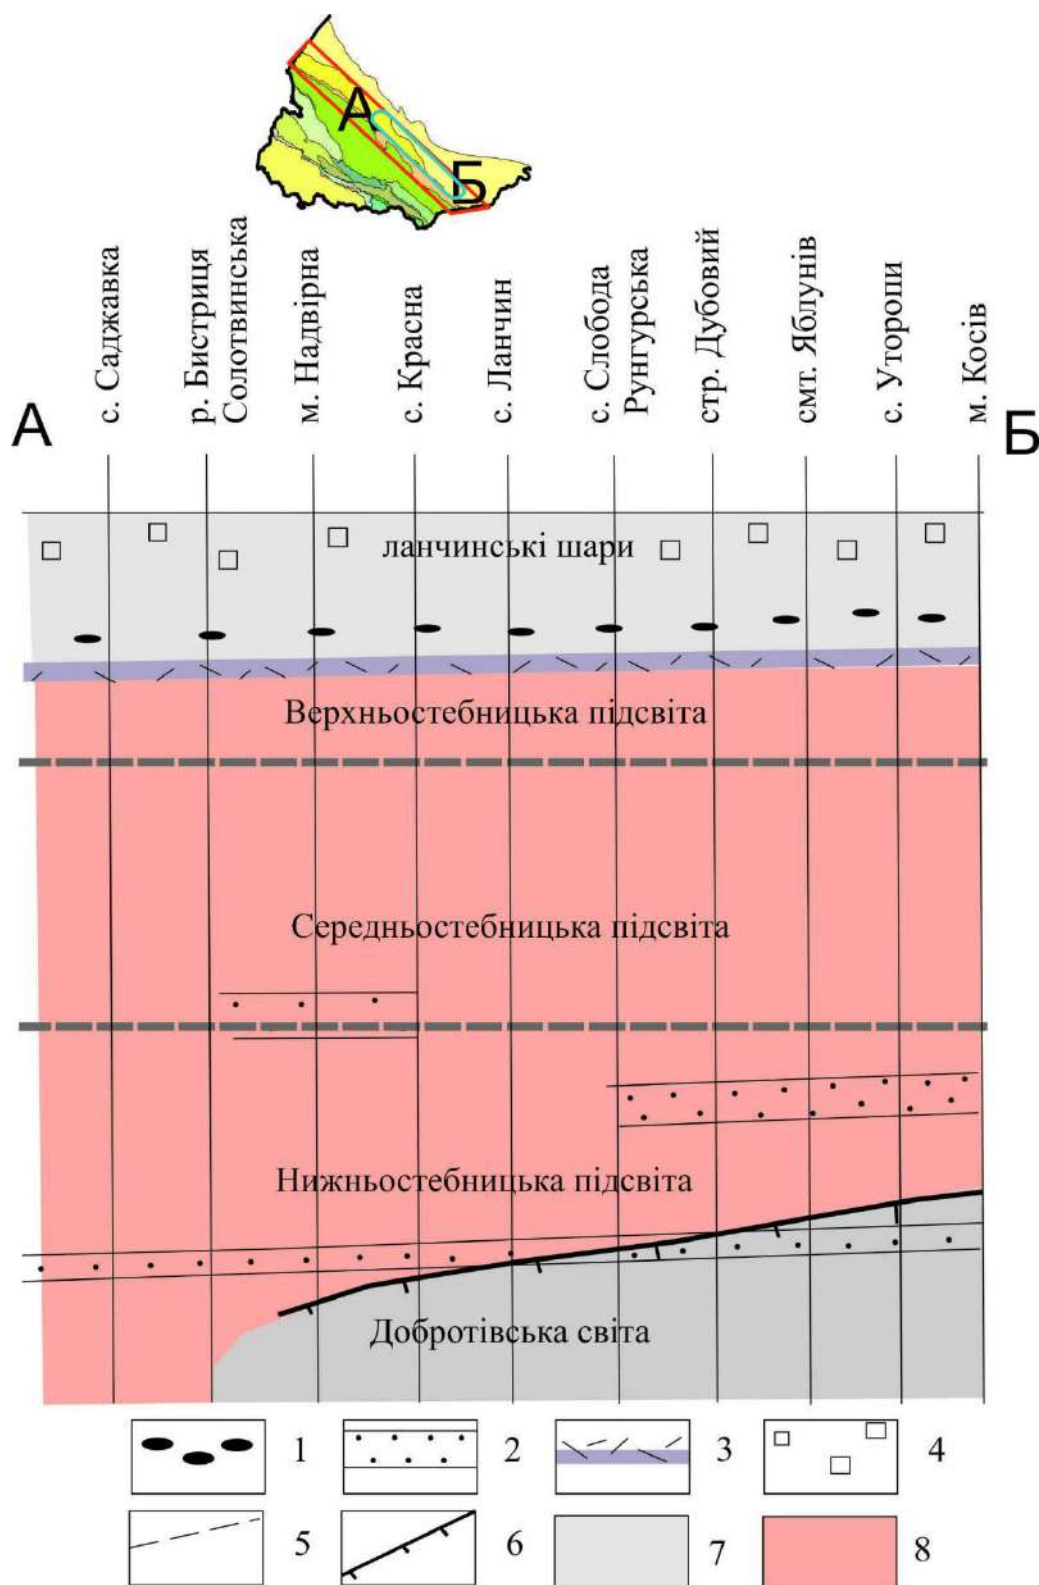 А
Б
с. Саджавка
р. Бистриця
Солотвинська
м. Надвірна
с. Красна
с. Ланчин
с. Слобода
Рунгурська
стр. Дубовий
смт. Яблунів
с. Уторопи
м. Косів
А
Б
ланчинські шари
Верхньостебницька підсвіта
Середньостебницька підсвіта
Нижньостебницька підсвіта
Добротівська світа
1
2
3
4
5
6
7
8